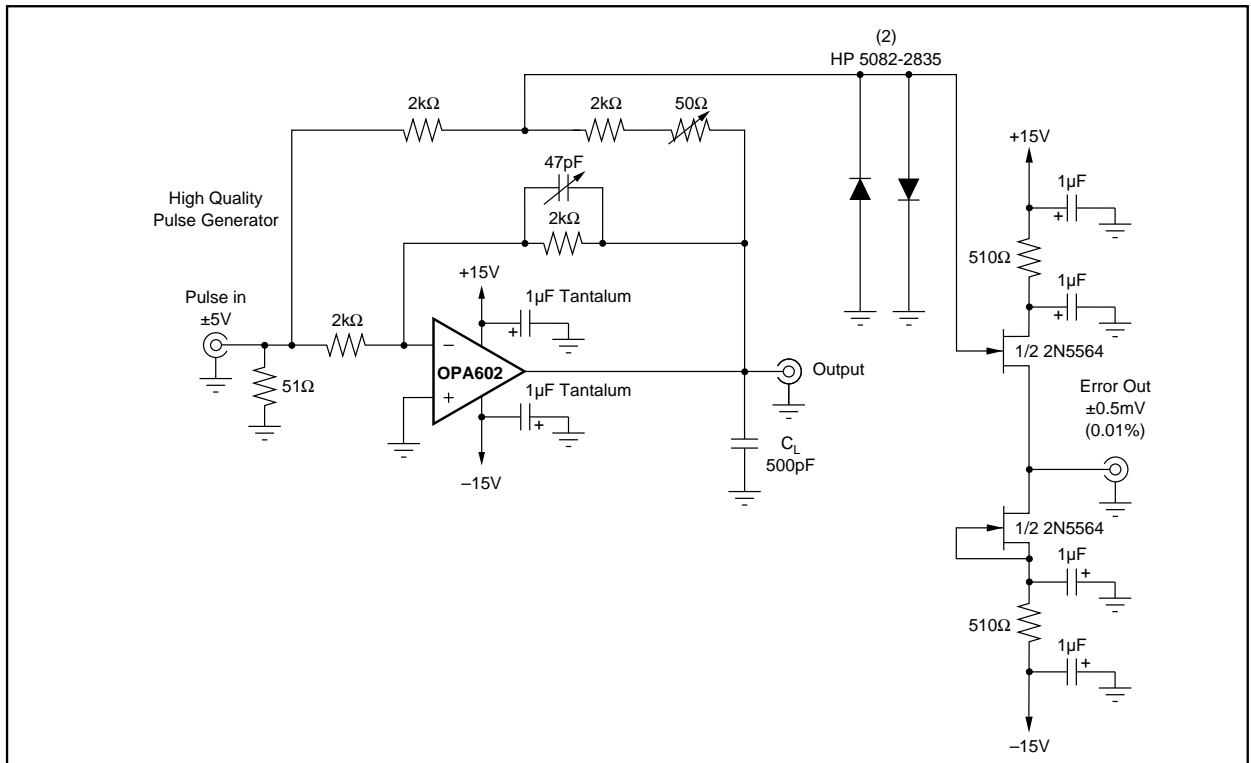 (2)
HP 5082-2835
2kΩ
2kΩ
50Ω
+15V
1µF
+
47pF
High Quality
Pulse Generator
2kΩ
510Ω
+15V
1µF Tantalum
+
1µF
+
Pulse in
±5V
2kΩ
–
OPA602
+
1/2 2N5564
Output
51Ω
1µF Tantalum
+
Error Out
±0.5mV
(0.01%)
CL
500pF
–15V
1/2 2N5564
1µF
+
510Ω
1µF
+
–15V